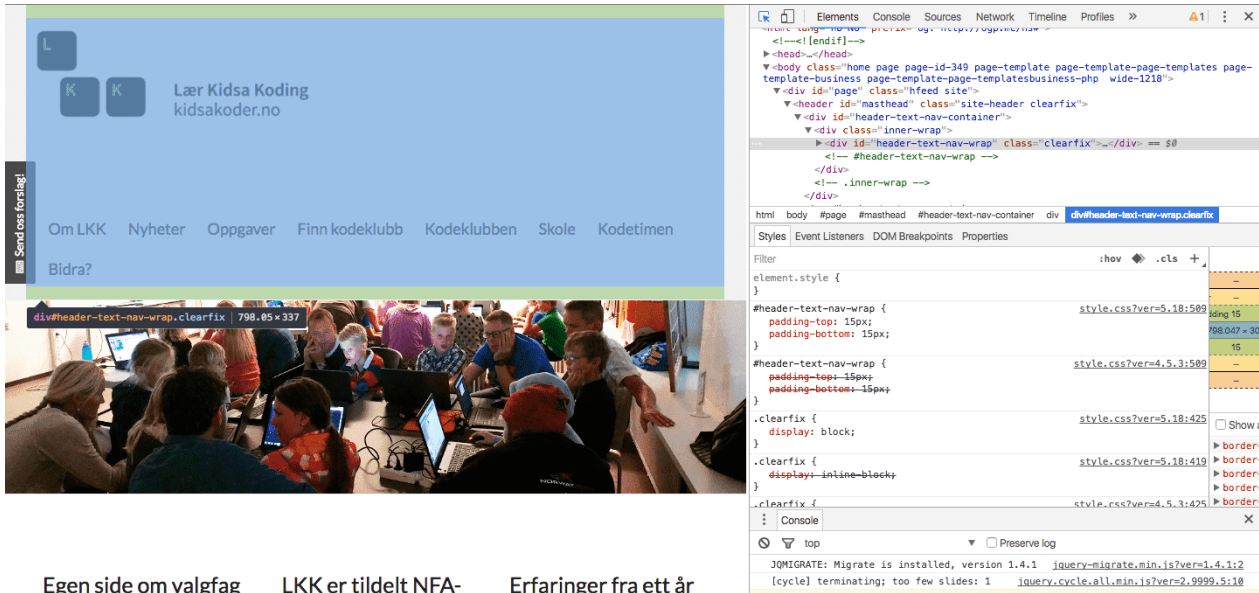 L
K K
Lær Kidsa Koding
kidsakoder.no
Send oss forslag!
Om LKK Nyheter Oppgaver Finn kodeklubb Kodeklubben Skole Kodetimen
Bidra?
div#header-text-nav-wrap.clearfix | 798.05×337
Egen side om valgfag LKK er tildelt NFA- Erfaringer fra ett år
Elements Console Sources Network Timeline Profiles » 1
<!--<![endif]-->
<head>…</head>
<body class="home page page-id-349 page-template page-template-page-templates page-
template-business page-template-page-templatesbusiness-php wide-1218">
<div id="page" class="hfeed site">
<header id="masthead" class="site-header clearfix">
<div id="header-text-nav-container">
<div class="inner-wrap">
<div id="header-text-nav-wrap" class="clearfix">…</div> == $0
<!-- #header-text-nav-wrap -->
</div>
<!-- .inner-wrap -->
</div>
html body #page #masthead #header-text-nav-container div div#header-text-nav-wrap.clearfix
Styles Event Listeners DOM Breakpoints Properties
Filter :hov .cls +
element.style {
}
#header-text-nav-wrap { style.css?ver=5.18:509
padding-top: 15px;
padding-bottom: 15px;
}
#header-text-nav-wrap { style.css?ver=4.5.3:509
padding-top: 15px;
padding-bottom: 15px;
}
.clearfix { style.css?ver=5.18:425
display: block;
}
.clearfix { style.css?ver=5.18:419
display: inline-block;
}
.clearfix { style.css?ver=4.5.3:425
dding 15
798.047 × 30
15
Show a
border-
border-
border-
border-
border-
Console
top Preserve log
JQMIGRATE: Migrate is installed, version 1.4.1 jquery-migrate.min.js?ver=1.4.1:2
[cycle] terminating; too few slides: 1 jquery.cycle.all.min.js?ver=2.9999.5:10